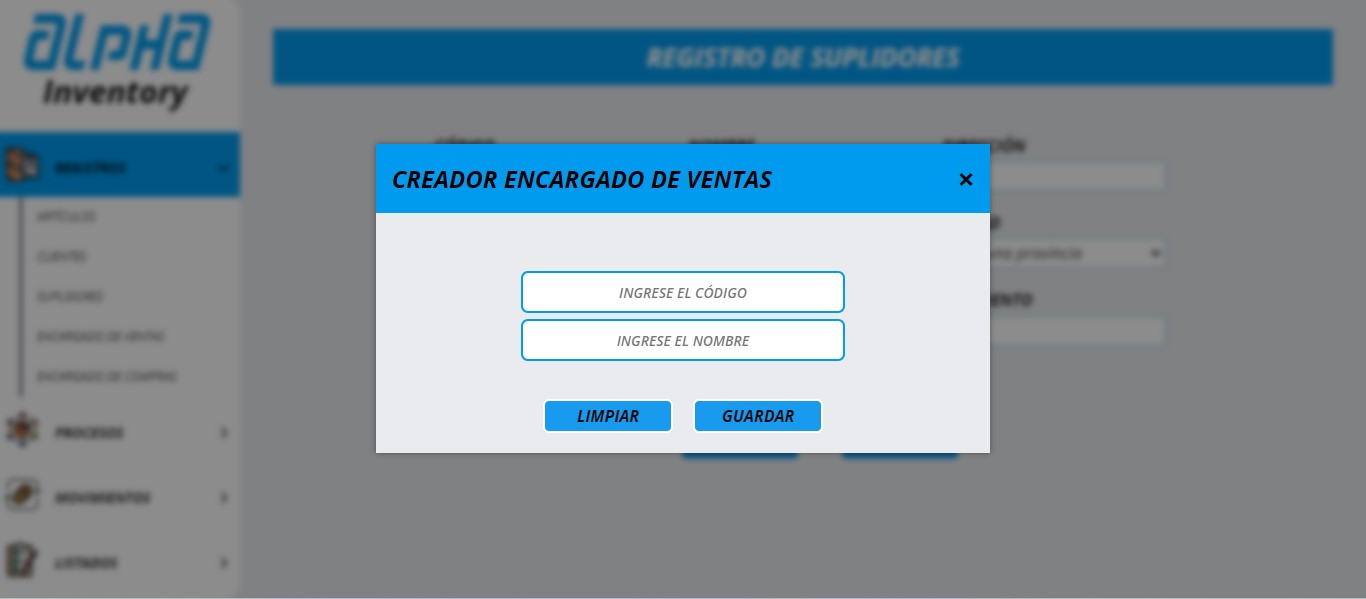 alpha
Inventory
REGISTRO DE SUPLIDORES
REGISTROS
ARTÍCULOS
CLIENTES
SUPLIDORES
ENCARGADO DE VENTAS
ENCARGADO DE COMPRAS
PROCESOS
MOVIMIENTOS
LISTADOS
CREADOR ENCARGADO DE VENTAS
×
INGRESE EL CÓDIGO
INGRESE EL NOMBRE
LIMPIAR
GUARDAR
provincia